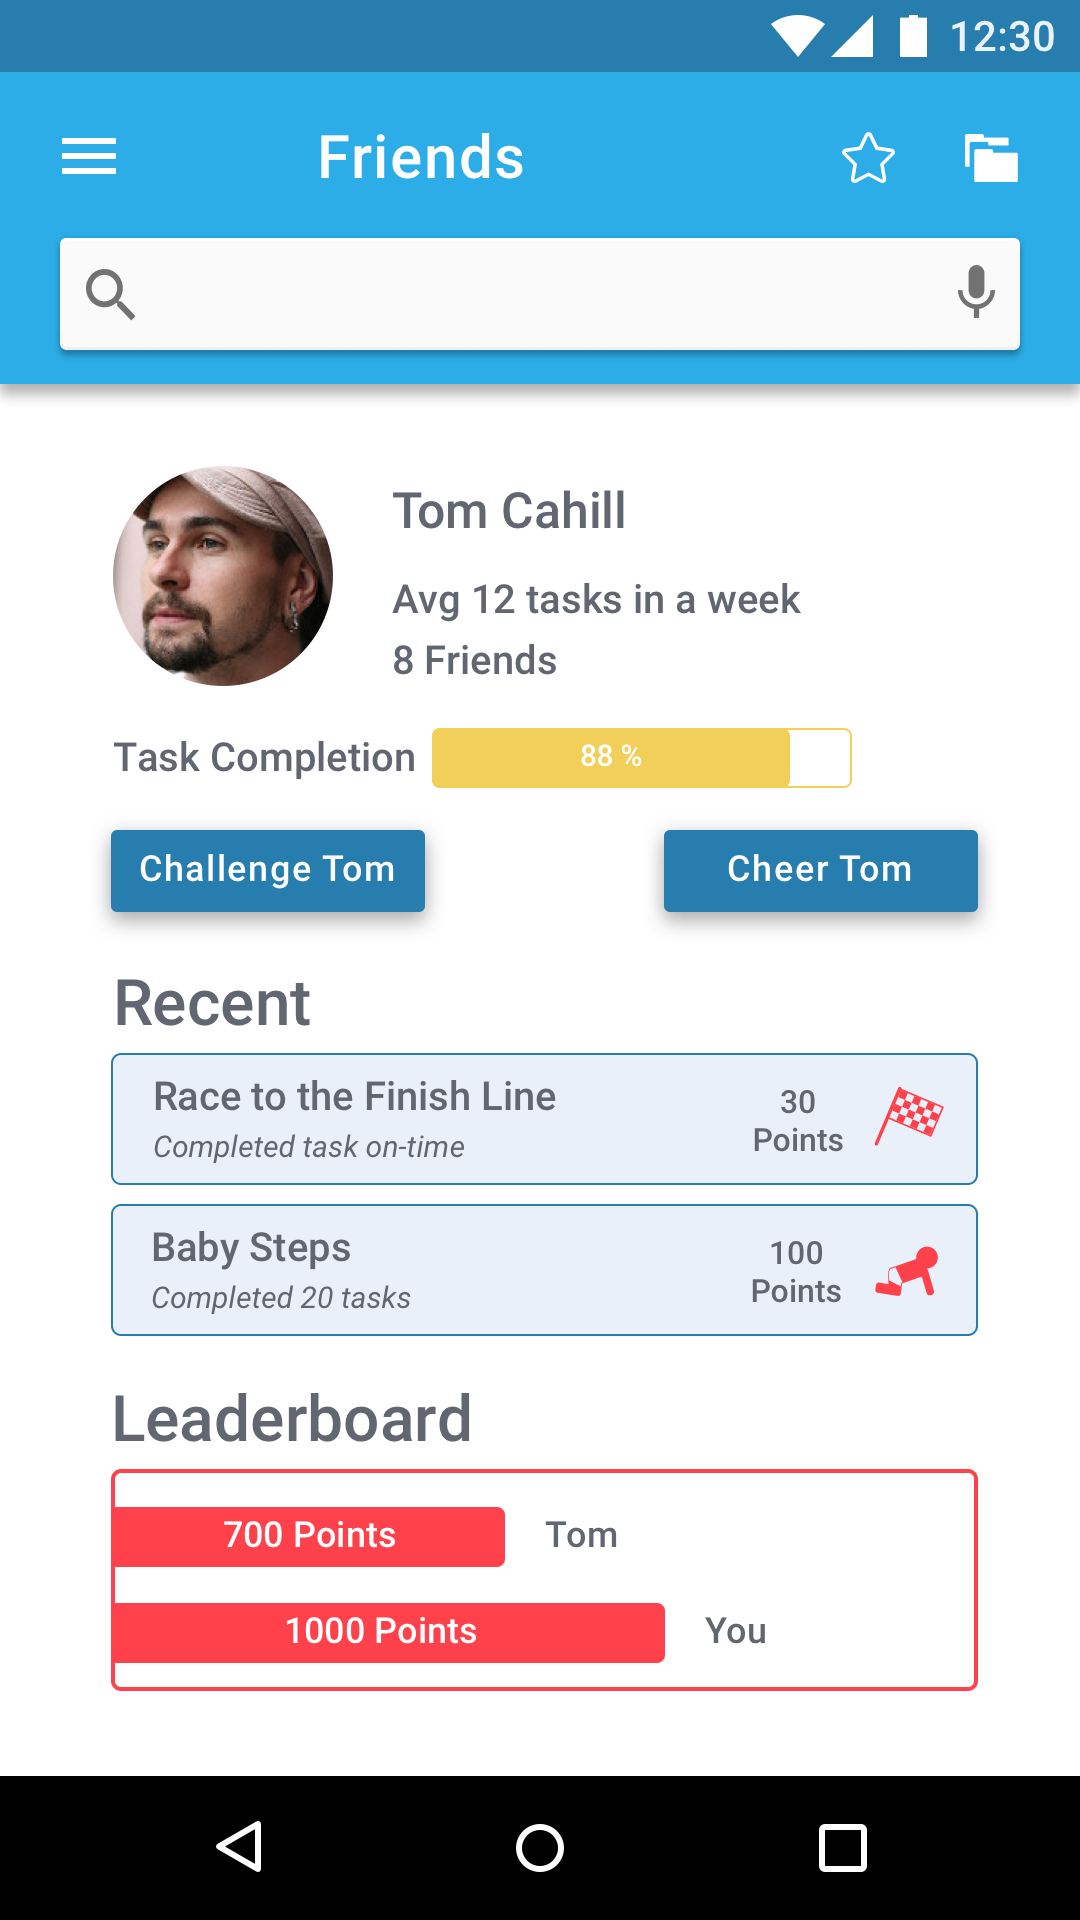 12:30
Friends
Tom Cahill
Avg 12 tasks in a week
8 Friends
Task Completion
88 %
Challenge Tom
Cheer Tom
Recent
Race to the Finish Line
Completed task on-time
30
Points
Baby Steps
Completed 20 tasks
100
Points
Leaderboard
700 Points
Tom
1000 Points
You